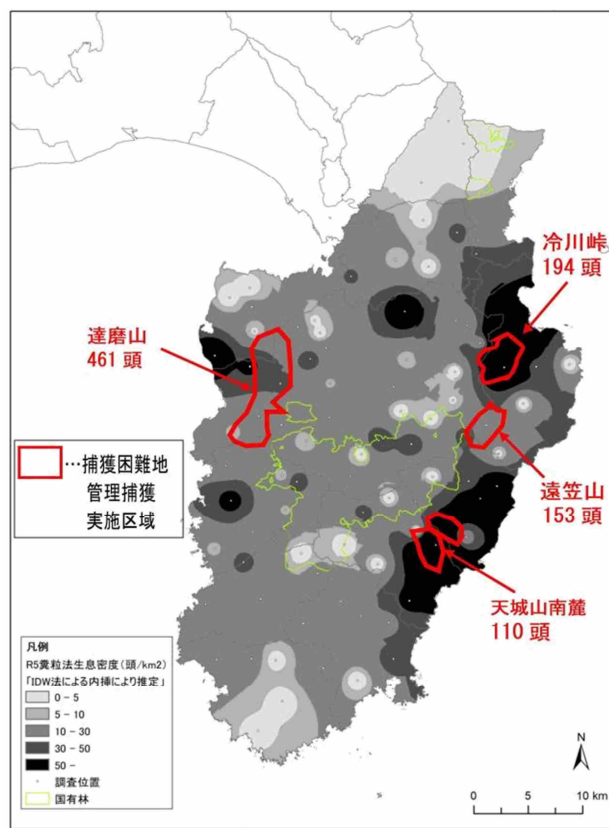 冷川峠
194 頭
達磨山
461 頭
…捕獲困難地
管理捕獲
実施区域
遠笠山
153 頭
天城山南麓
110 頭
凡例
R5糞粒法生息密度(頭/km2)
「IDW法による内挿により推定」
0 - 5
5 - 10
10 - 30
30 - 50
50 -
調査位置
国有林
N
0 5 10 km